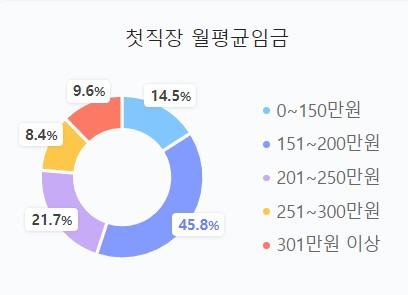 첫직장 월평균임금
9.6%
14.5%
8.4%
21.7%
45.8%
0~150만원
151~200만원
201~250만원
251~300만원
301만원 이상